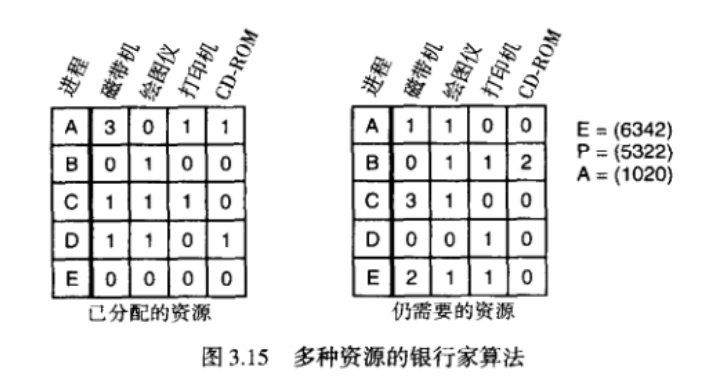 进程 磁带机 绘图仪 打印机 CD-ROM
A 3 0 1 1
B 0 1 0 0
C 1 1 1 0
D 1 1 0 1
E 0 0 0 0
已分配的资源
进程 磁带机 绘图仪 打印机 CD-ROM
A 1 1 0 0
B 0 1 1 2
C 3 1 0 0
D 0 0 1 0
E 2 1 1 0
仍需要的资源
E = (6342)
P = (5322)
A = (1020)
图 3.15 多种资源的银行家算法